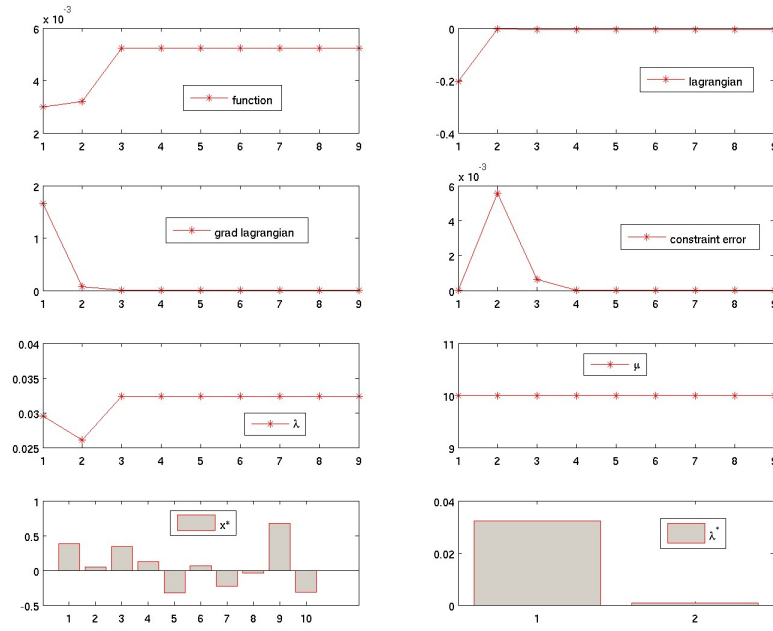 x 10
-3
6
4
2
function
1 2 3 4 5 6 7 8 9
0
-0.2
-0.4
lagrangian
1 2 3 4 5 6 7 8 9
2
1
0
grad lagrangian
1 2 3 4 5 6 7 8 9
x 10
-3
6
4
2
0
constraint error
1 2 3 4 5 6 7 8 9
0.04
0.035
0.03
0.025
λ
1 2 3 4 5 6 7 8 9
11
10
9
μ
1 2 3 4 5 6 7 8 9
1
0.5
0
-0.5
x*
1 2 3 4 5 6 7 8 9 10
0.04
0.02
0
λ*
1 2